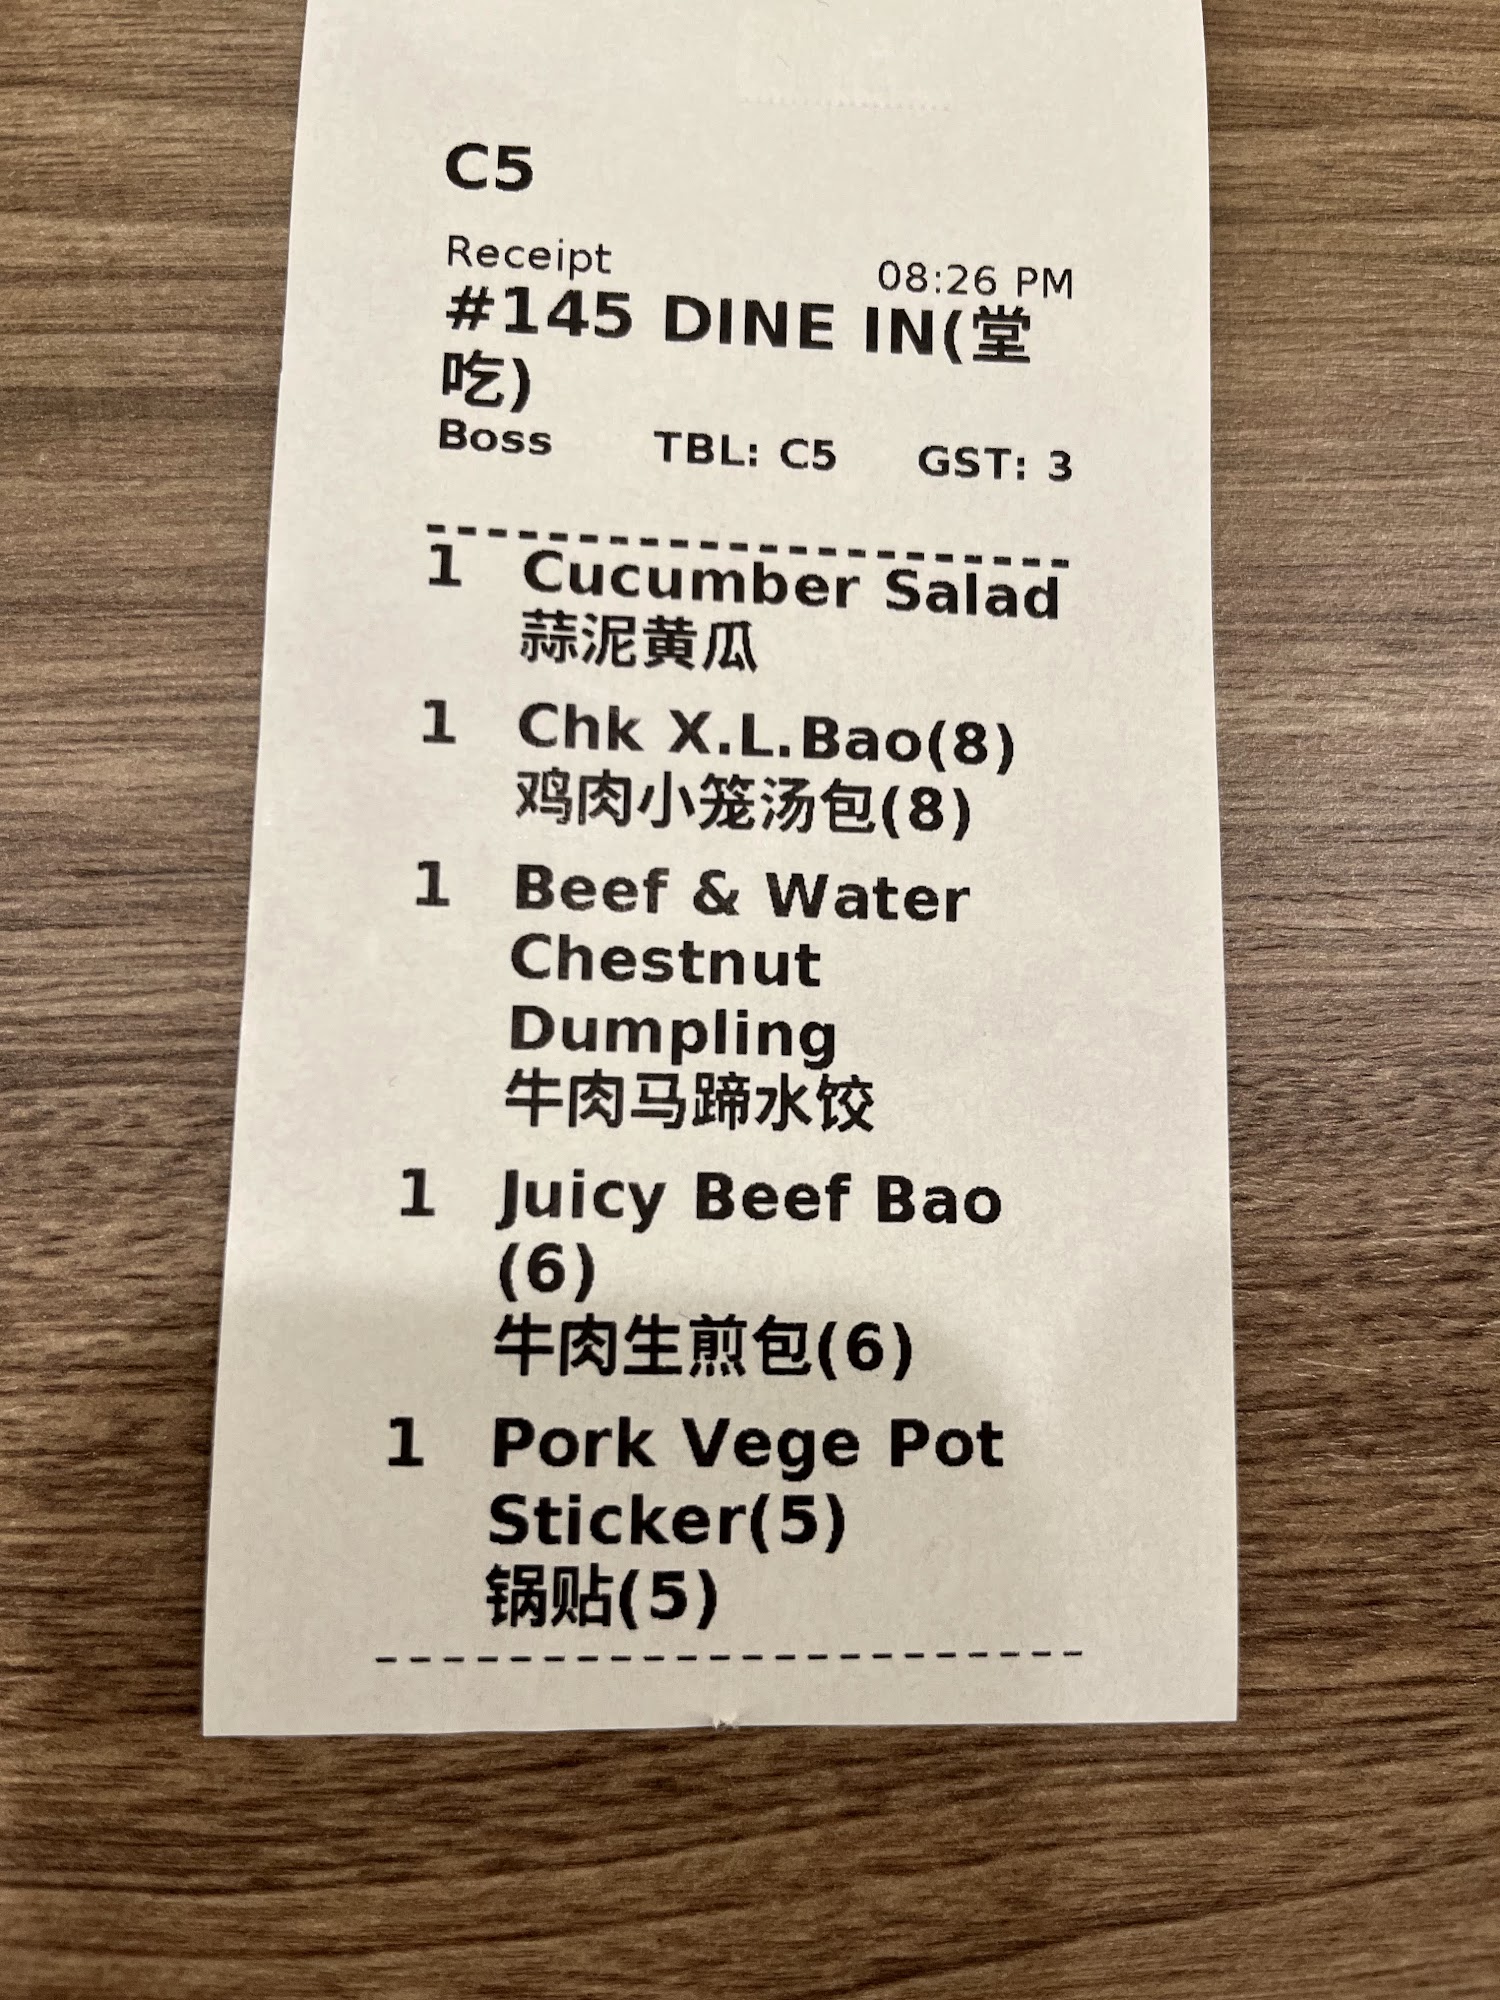 C5
Receipt 08:26 PM
#145 DINE IN(堂
吃)
Boss TBL: C5 GST: 3
1 Cucumber Salad
蒜泥黄瓜
1 Chk X.L.Bao(8)
鸡肉小笼汤包(8)
1 Beef & Water
Chestnut
Dumpling
牛肉马蹄水饺
1 Juicy Beef Bao
(6)
牛肉生煎包(6)
1 Pork Vege Pot
Sticker(5)
锅贴(5)